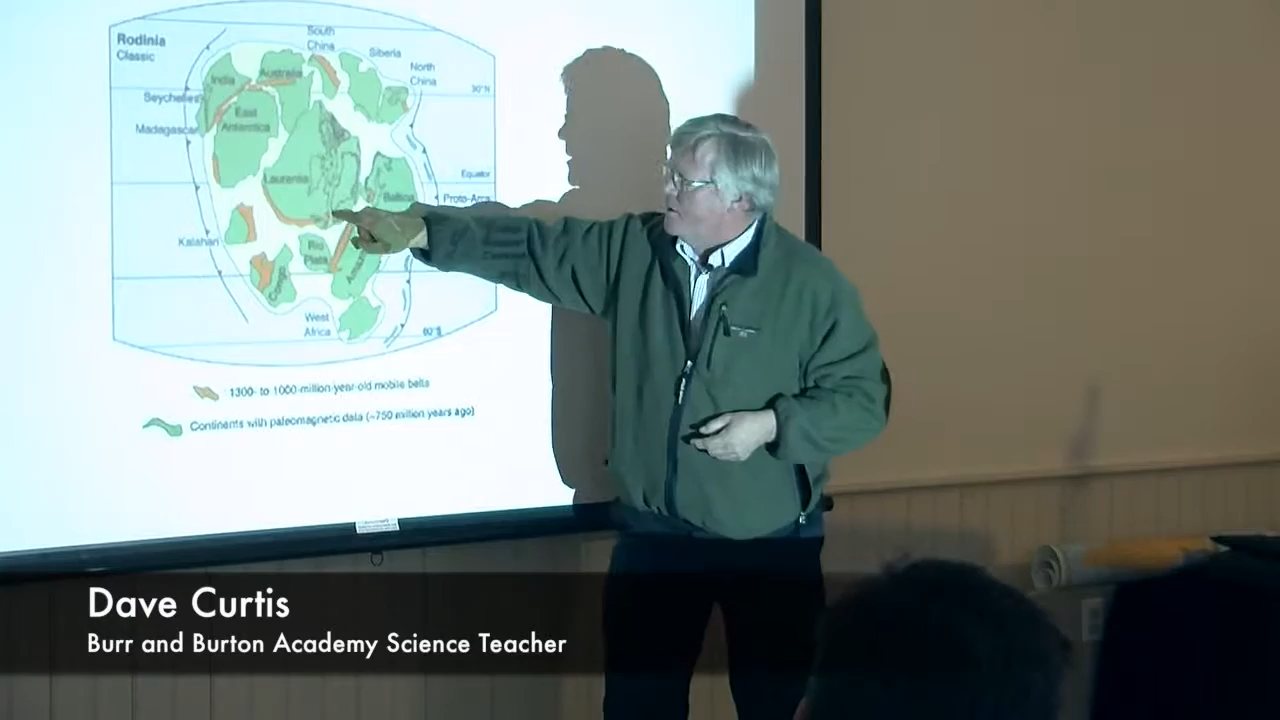 Rodinia
Classic
South
China
Siberia
North
China
India
Australia
30°N
Seychelles
East
Antarctica
Madagascar
Laurentia
Equator
Baltica
Proto-
Kalahari
Rio
Plata
Congo
West
Africa
60°S
1300- to 1000-million-year-old mobile belts
Continents with paleomagnetic data (~750 million years ago)
Dave Curtis
Burr and Burton Academy Science Teacher